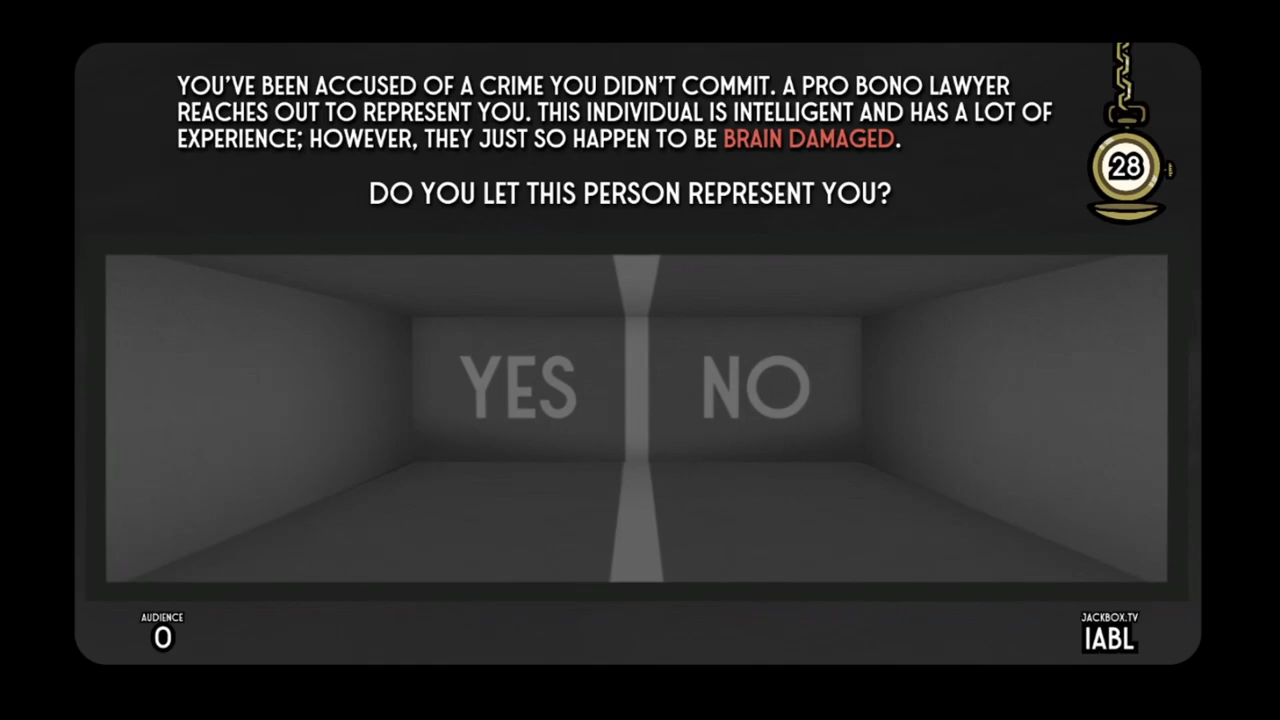 YOU'VE BEEN ACCUSED OF A CRIME YOU DIDN'T COMMIT. A PRO BONO LAWYER
REACHES OUT TO REPRESENT YOU. THIS INDIVIDUAL IS INTELLIGENT AND HAS A LOT OF
EXPERIENCE; HOWEVER, THEY JUST SO HAPPEN TO BE BRAIN DAMAGED.
28
DO YOU LET THIS PERSON REPRESENT YOU?
YES NO
AUDIENCE
0
JACKBOX.TV
IABL